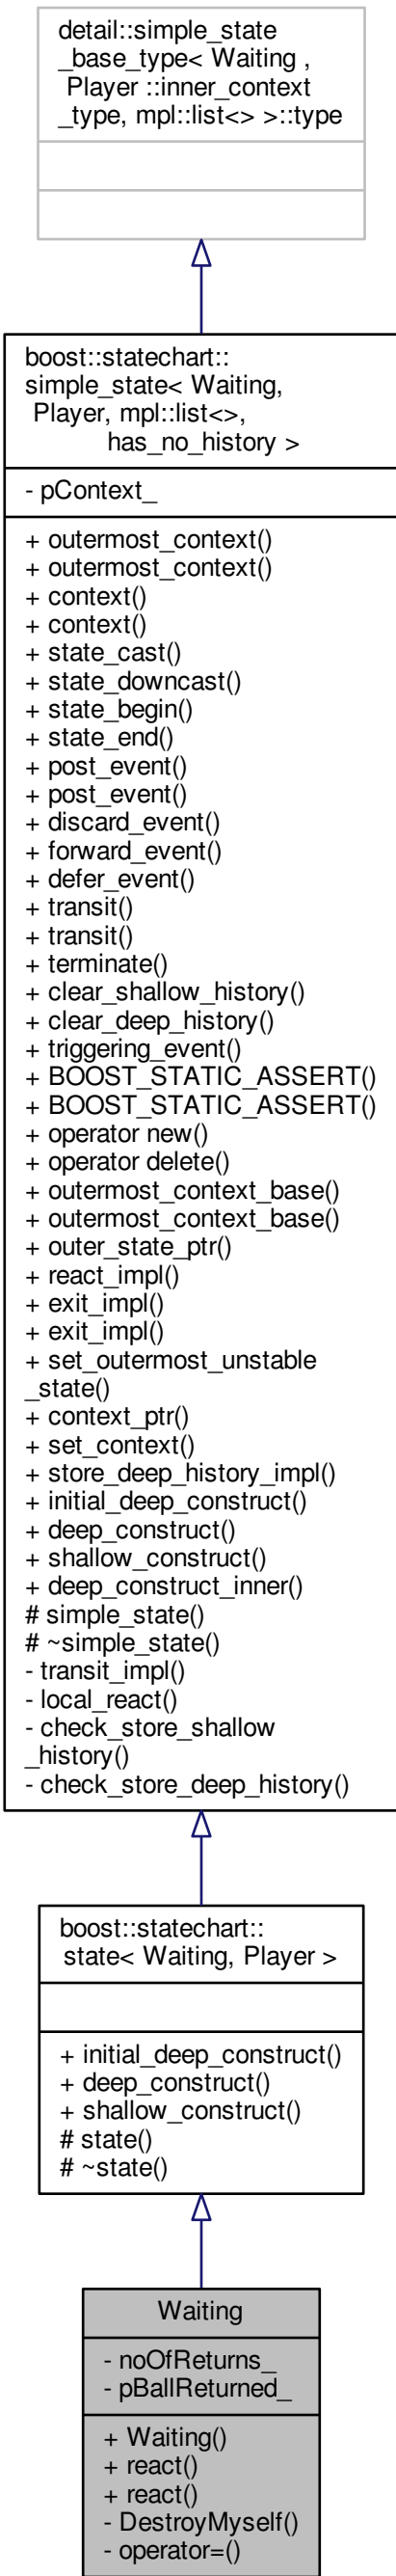 detail::simple_state
_base_type< Waiting ,
Player ::inner_context
_type, mpl::list<> >::type
boost::statechart::
simple_state< Waiting,
Player, mpl::list<>,
has_no_history >
- pContext_
+ outermost_context()
+ outermost_context()
+ context()
+ context()
+ state_cast()
+ state_downcast()
+ state_begin()
+ state_end()
+ post_event()
+ post_event()
+ discard_event()
+ forward_event()
+ defer_event()
+ transit()
+ transit()
+ terminate()
+ clear_shallow_history()
+ clear_deep_history()
+ triggering_event()
+ BOOST_STATIC_ASSERT()
+ BOOST_STATIC_ASSERT()
+ operator new()
+ operator delete()
+ outermost_context_base()
+ outermost_context_base()
+ outer_state_ptr()
+ react_impl()
+ exit_impl()
+ exit_impl()
+ set_outermost_unstable
_state()
+ context_ptr()
+ set_context()
+ store_deep_history_impl()
+ initial_deep_construct()
+ deep_construct()
+ shallow_construct()
+ deep_construct_inner()
# simple_state()
# ~simple_state()
- transit_impl()
- local_react()
- check_store_shallow
_history()
- check_store_deep_history()
boost::statechart::
state< Waiting, Player >
+ initial_deep_construct()
+ deep_construct()
+ shallow_construct()
# state()
# ~state()
Waiting
- noOfReturns_
- pBallReturned_
+ Waiting()
+ react()
+ react()
- DestroyMyself()
- operator=()